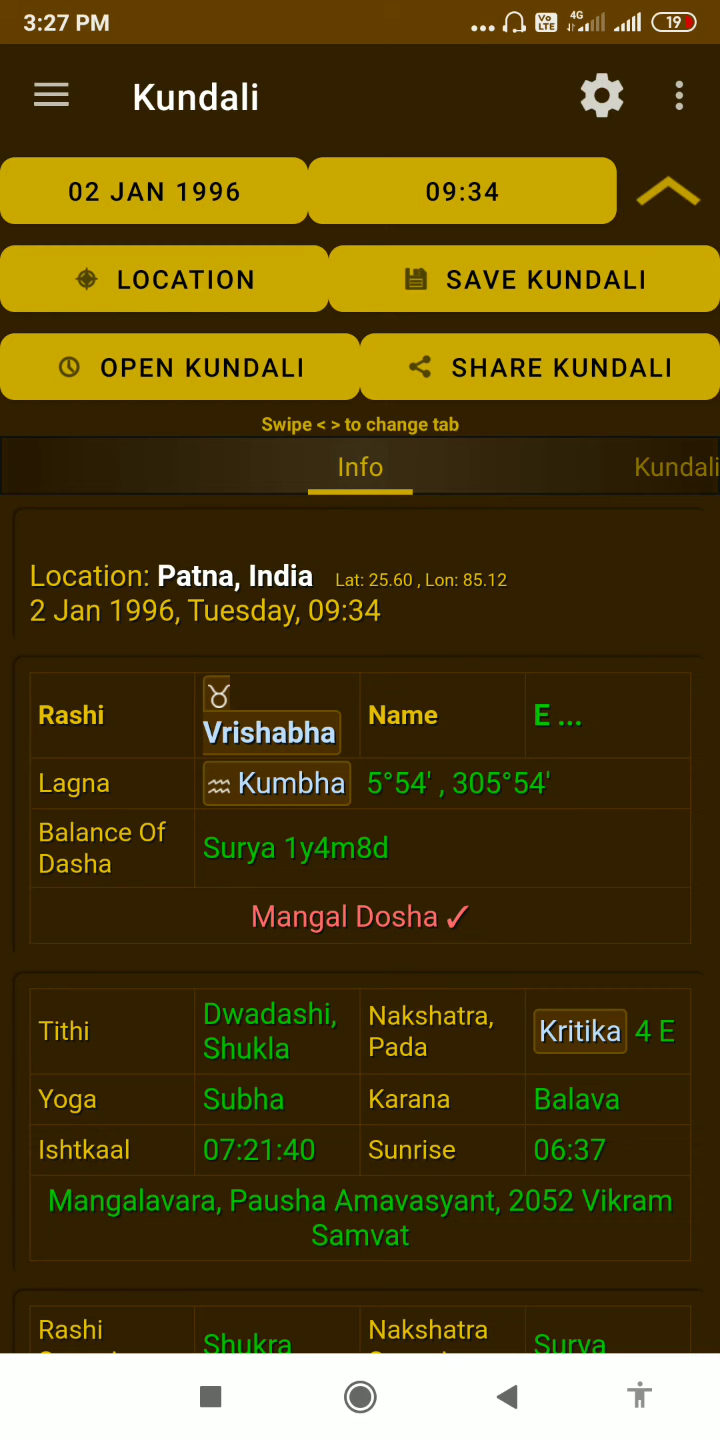 3:27 PM
4G
Vo LTE
19
Kundali
02 JAN 1996
09:34
LOCATION
SAVE KUNDALI
OPEN KUNDALI
SHARE KUNDALI
Swipe < > to change tab
Info
Kundali
Location: Patna, India Lat: 25.60 , Lon: 85.12
2 Jan 1996, Tuesday, 09:34
Rashi ♉ Vrishabha Name E ...
Lagna ♒ Kumbha 5°54' , 305°54'
Balance Of Dasha Surya 1y4m8d
Mangal Dosha ✓
Tithi Dwadashi, Shukla Nakshatra, Pada Kritika 4 E
Yoga Subha Karana Balava
Ishtkaal 07:21:40 Sunrise 06:37
Mangalavara, Pausha Amavasyant, 2052 Vikram
Samvat
Rashi Shukra Nakshatra Surya